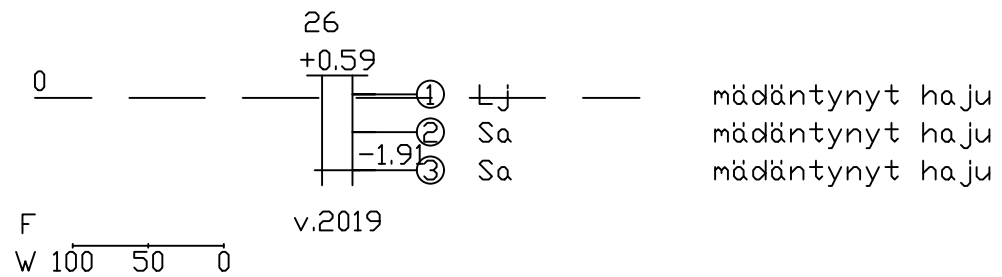 26
+0.59
0 1 Lj mädäntynyt haju
2 Sa mädäntynyt haju
-1.91
3 Sa mädäntynyt haju
F v.2019
W 100 50 0